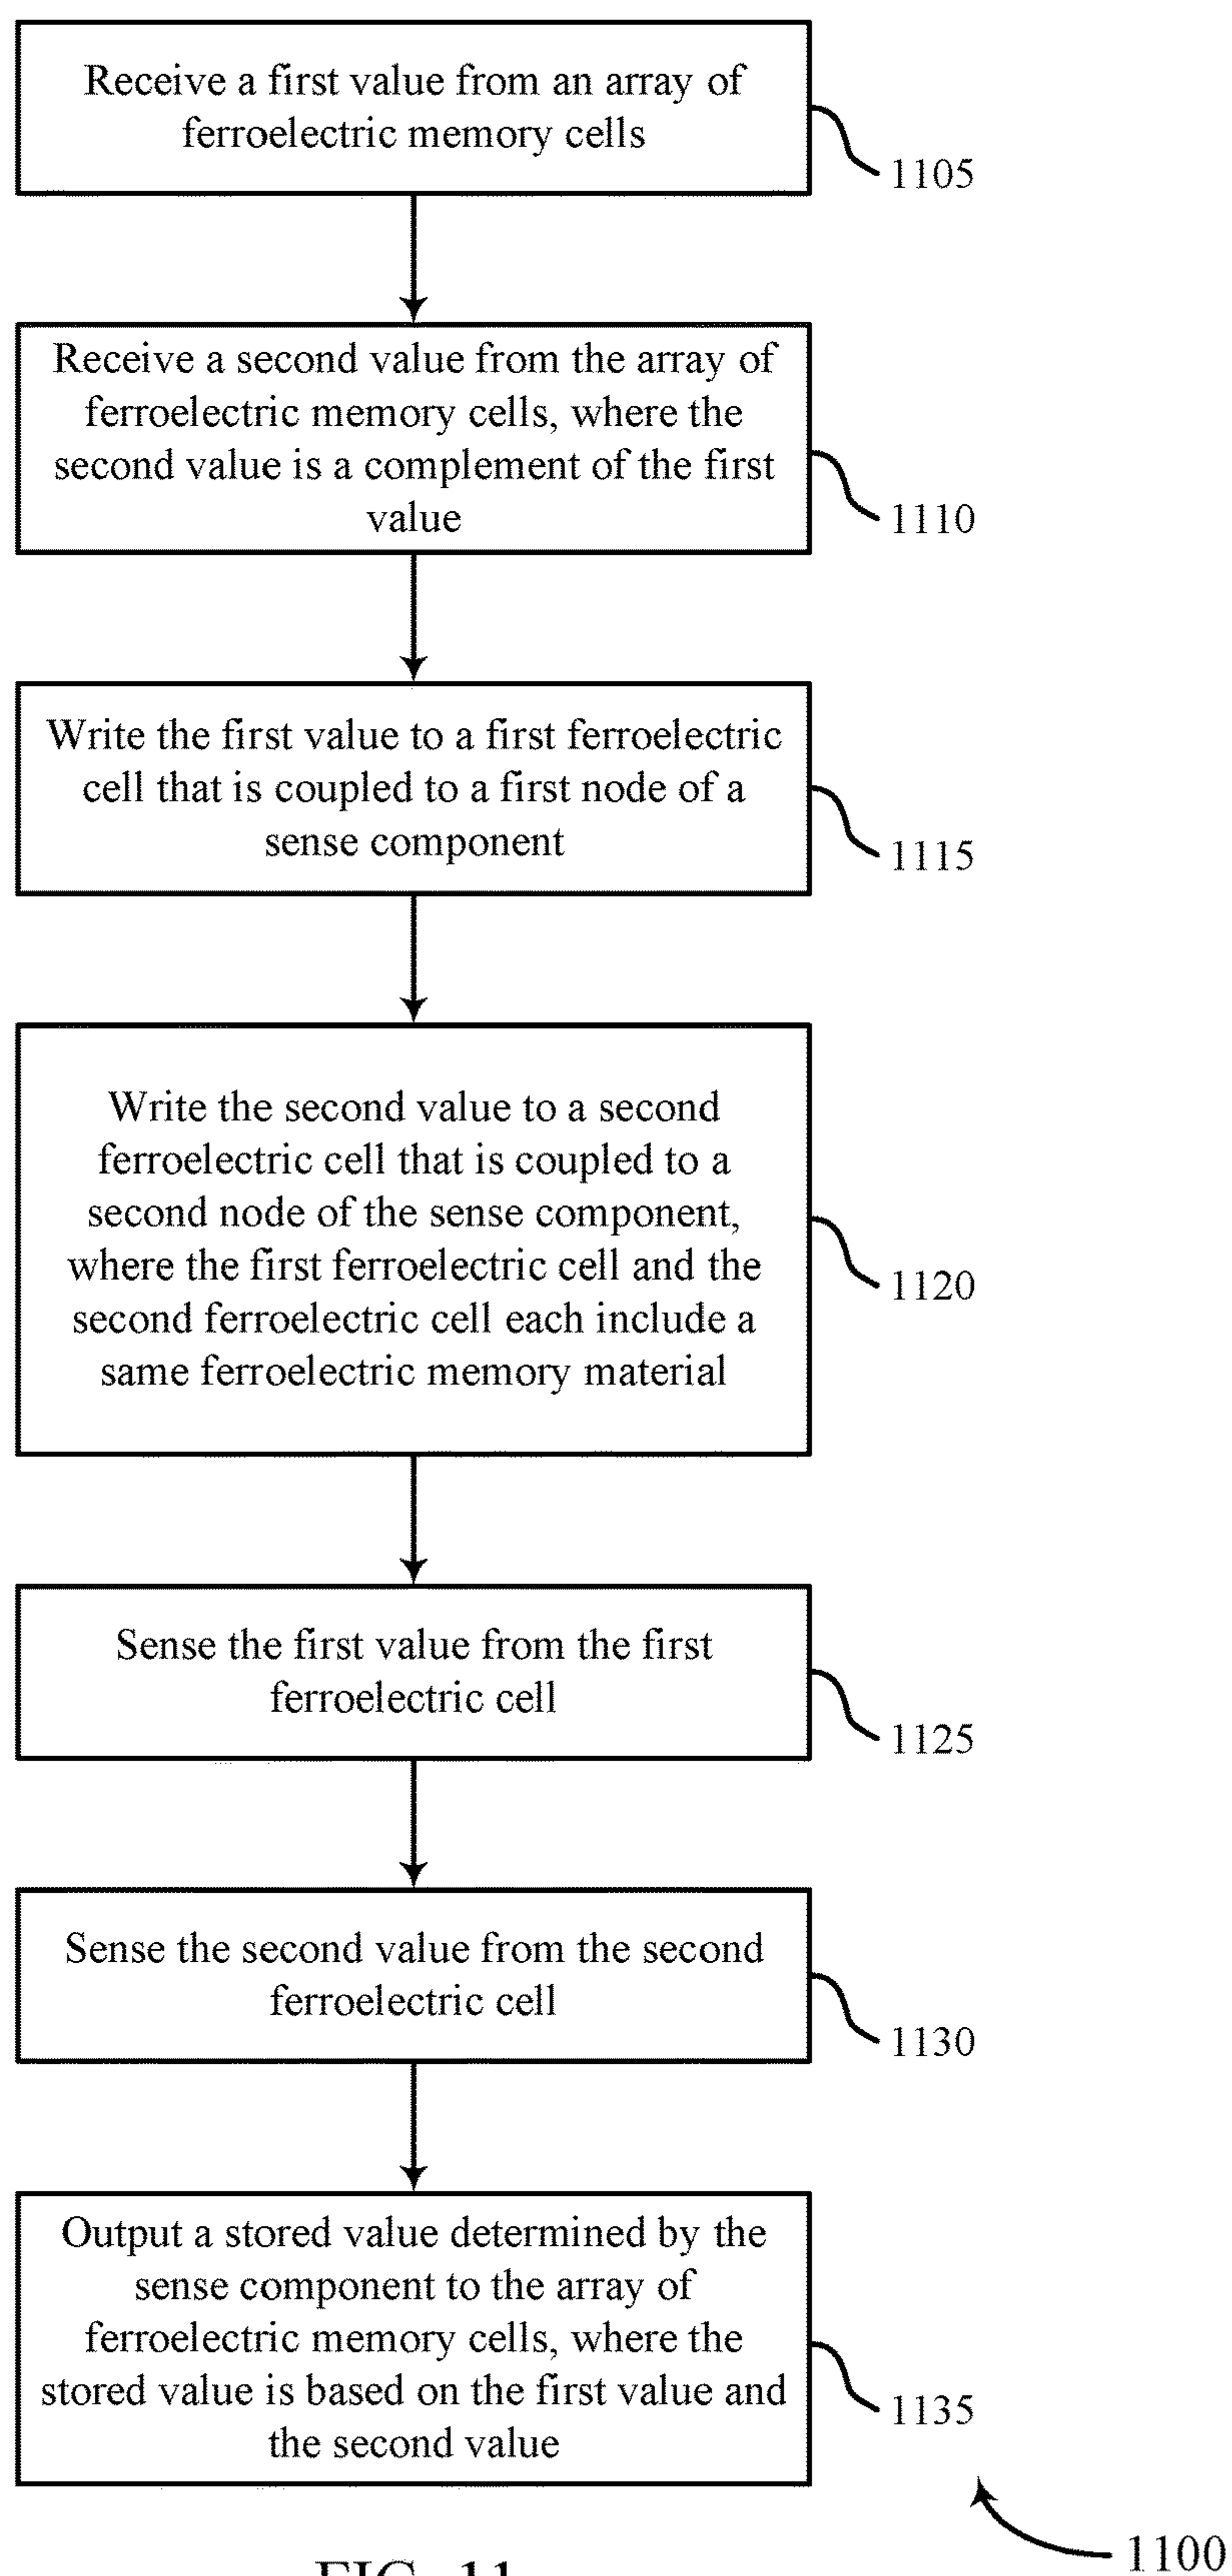 Receive a first value from an array of
ferroelectric memory cells
1105
Receive a second value from the array of
ferroelectric memory cells, where the
second value is a complement of the first
value
1110
Write the first value to a first ferroelectric
cell that is coupled to a first node of a
sense component
1115
Write the second value to a second
ferroelectric cell that is coupled to a
second node of the sense component,
where the first ferroelectric cell and the
second ferroelectric cell each include a
same ferroelectric memory material
1120
Sense the first value from the first
ferroelectric cell
1125
Sense the second value from the second
ferroelectric cell
1130
Output a stored value determined by the
sense component to the array of
ferroelectric memory cells, where the
stored value is based on the first value and
the second value
1135
1100
FIG. 11